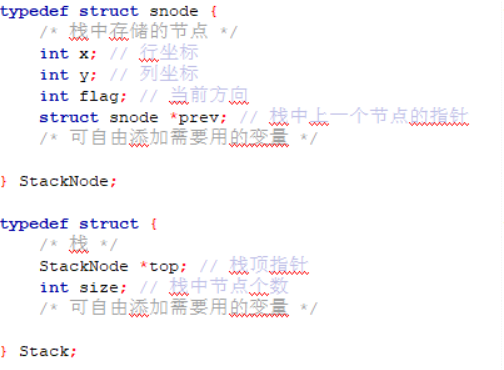 typedef struct snode {
/* 栈中存储的节点 */
int x; // 行坐标
int y; // 列坐标
int flag; // 当前方向
struct snode *prev; // 栈中上一个节点的指针
/* 可自由添加需要用的变量 */
} StackNode;
typedef struct {
/* 栈 */
StackNode *top; // 栈顶指针
int size; // 栈中节点个数
/* 可自由添加需要用的变量 */
} Stack;